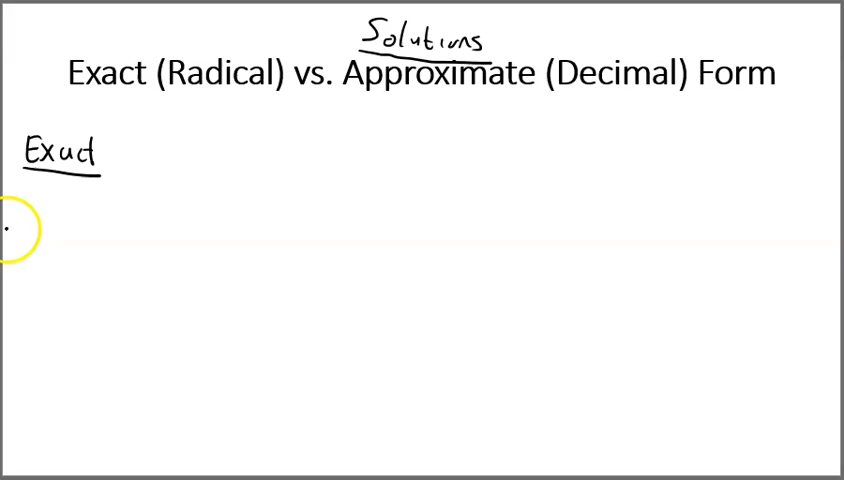 Solutions
Exact (Radical) vs. Approximate (Decimal) Form
Exact